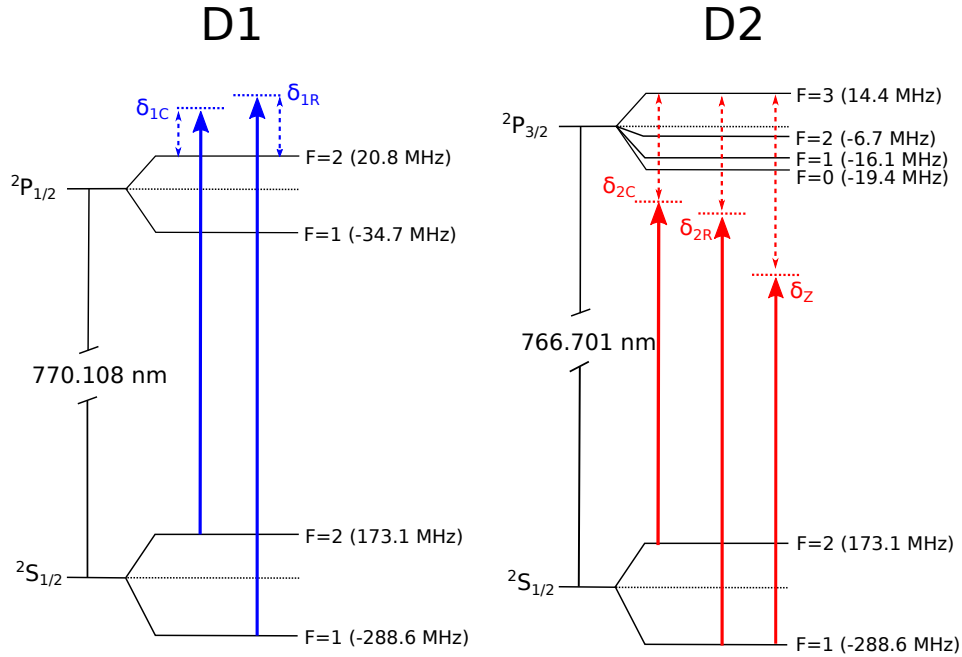 D1
δ1C
δ1R
F=2 (20.8 MHz)
²P1/2
F=1 (-34.7 MHz)
770.108 nm
F=2 (173.1 MHz)
²S1/2
F=1 (-288.6 MHz)
D2
F=3 (14.4 MHz)
²P3/2
F=2 (-6.7 MHz)
F=1 (-16.1 MHz)
F=0 (-19.4 MHz)
δ2C
δ2R
δZ
766.701 nm
F=2 (173.1 MHz)
²S1/2
F=1 (-288.6 MHz)